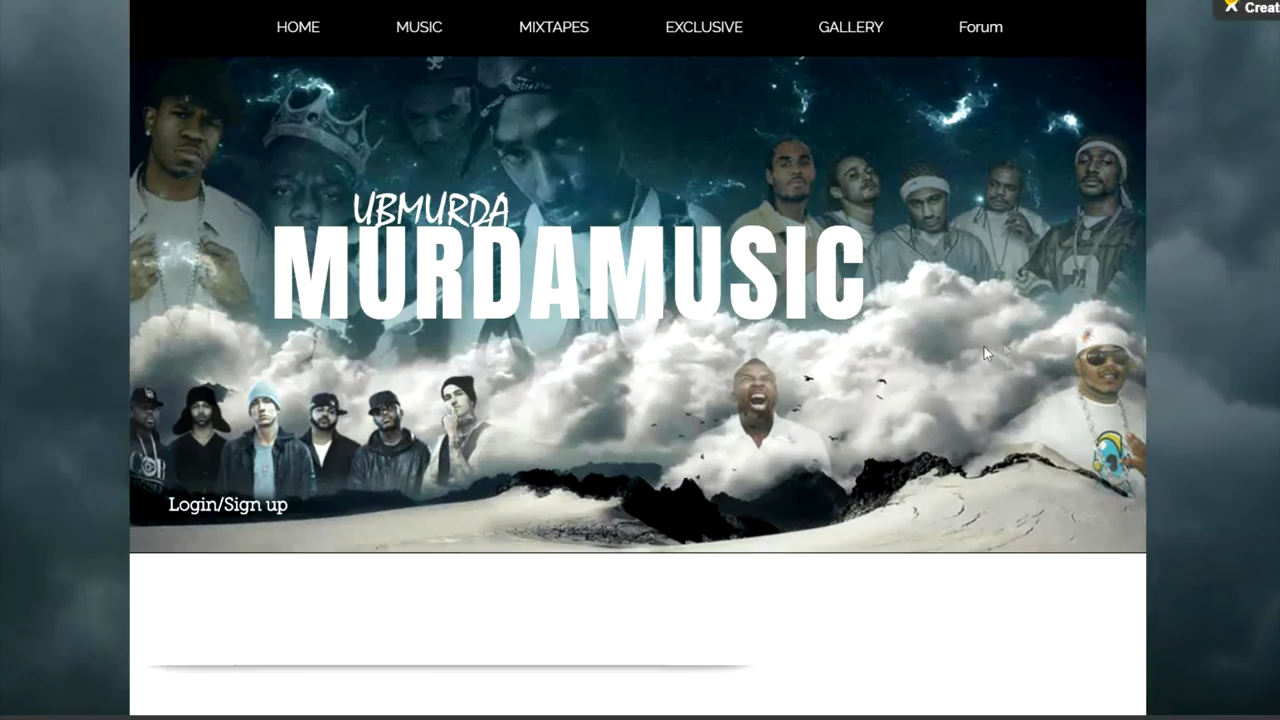 Creat
HOME MUSIC MIXTAPES EXCLUSIVE GALLERY Forum
UBMURDA
MURDAMUSIC
Login/Sign up